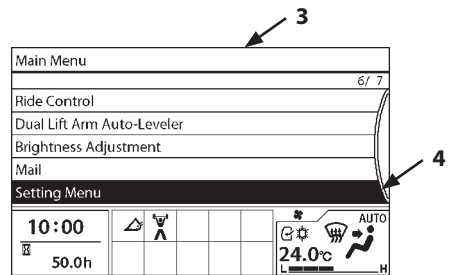 3
Main Menu
6/ 7
Ride Control
Dual Lift Arm Auto-Leveler
Brightness Adjustment
Mail
4
Setting Menu
10:00
AUTO
24.0℃
50.0h
L H